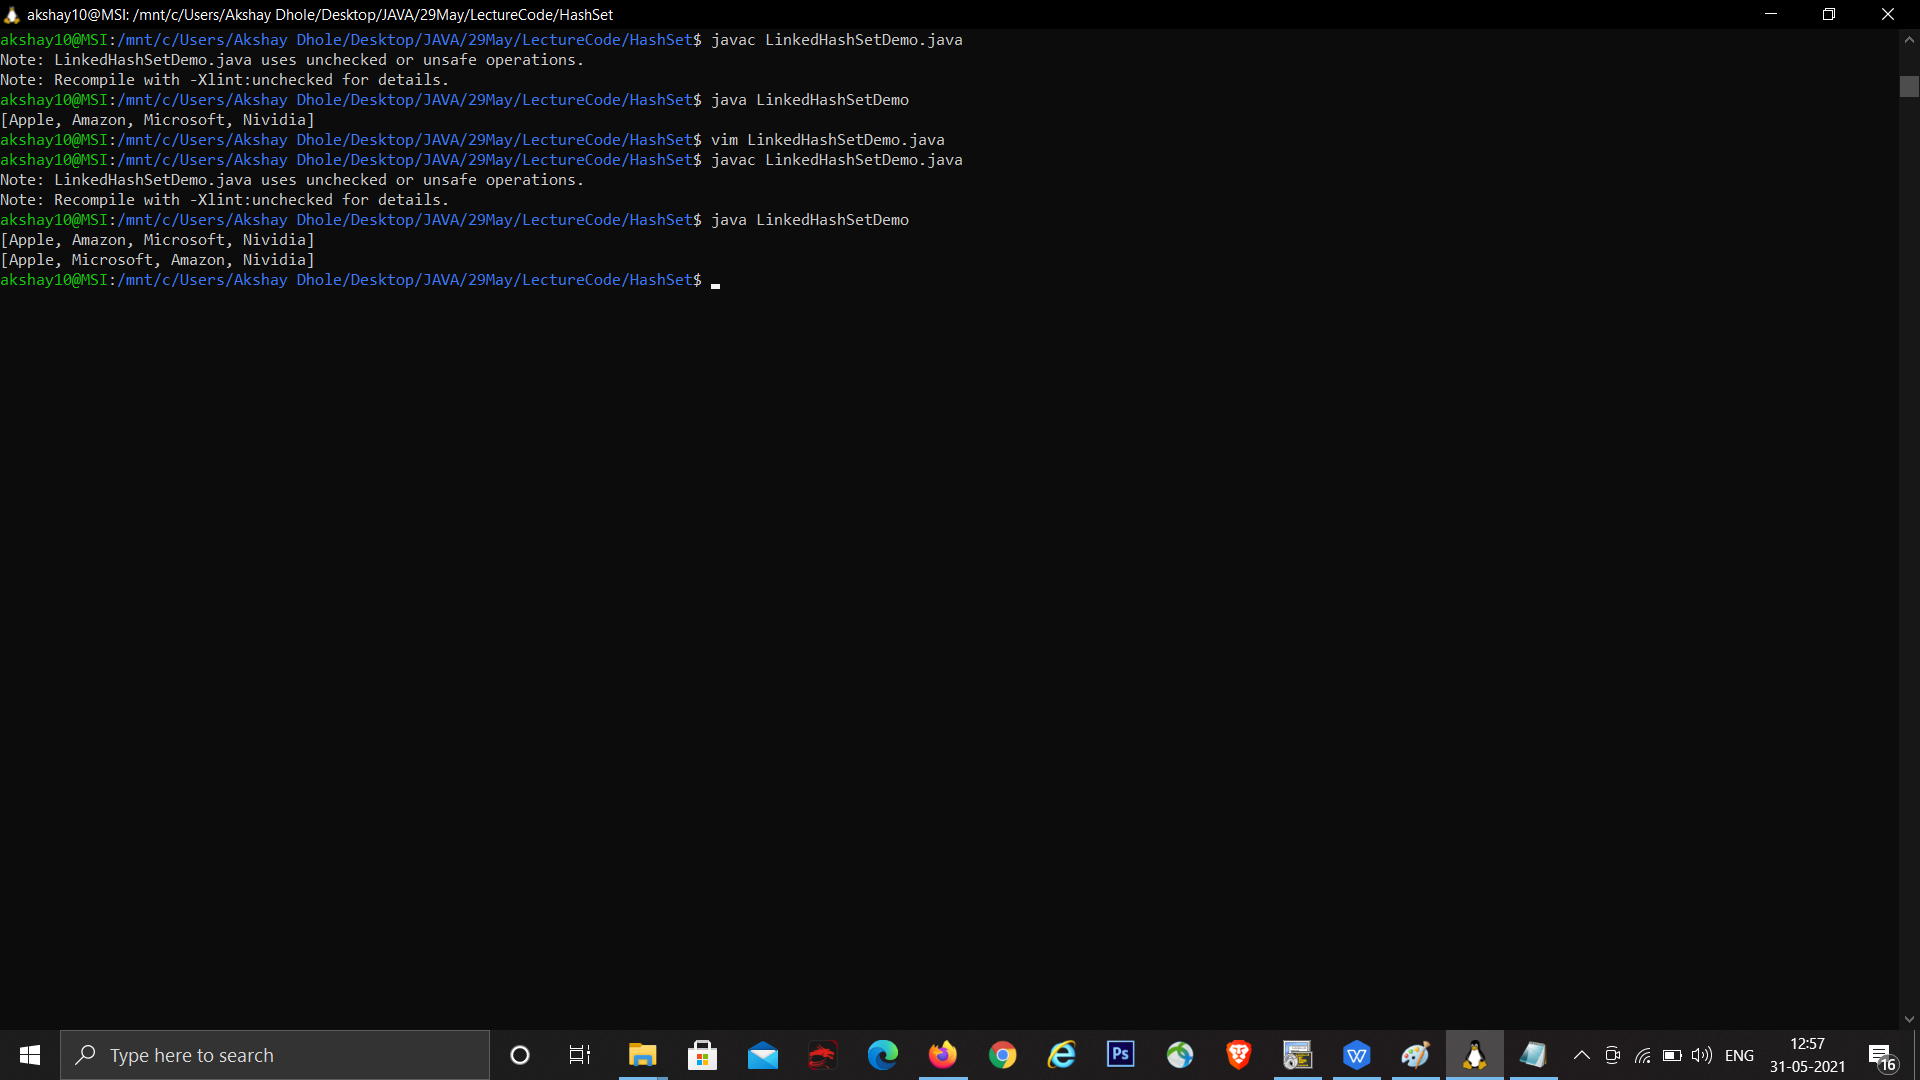 akshay10@MSI: /mnt/c/Users/Akshay Dhole/Desktop/JAVA/29May/LectureCode/HashSet
akshay10@MSI:/mnt/c/Users/Akshay Dhole/Desktop/JAVA/29May/LectureCode/HashSet$ javac LinkedHashSetDemo.java
Note: LinkedHashSetDemo.java uses unchecked or unsafe operations.
Note: Recompile with -Xlint:unchecked for details.
akshay10@MSI:/mnt/c/Users/Akshay Dhole/Desktop/JAVA/29May/LectureCode/HashSet$ java LinkedHashSetDemo
[Apple, Amazon, Microsoft, Nividia]
akshay10@MSI:/mnt/c/Users/Akshay Dhole/Desktop/JAVA/29May/LectureCode/HashSet$ vim LinkedHashSetDemo.java
akshay10@MSI:/mnt/c/Users/Akshay Dhole/Desktop/JAVA/29May/LectureCode/HashSet$ javac LinkedHashSetDemo.java
Note: LinkedHashSetDemo.java uses unchecked or unsafe operations.
Note: Recompile with -Xlint:unchecked for details.
akshay10@MSI:/mnt/c/Users/Akshay Dhole/Desktop/JAVA/29May/LectureCode/HashSet$ java LinkedHashSetDemo
[Apple, Amazon, Microsoft, Nividia]
[Apple, Microsoft, Amazon, Nividia]
akshay10@MSI:/mnt/c/Users/Akshay Dhole/Desktop/JAVA/29May/LectureCode/HashSet$
Type here to search
Ps
W
ENG
12:57
31-05-2021
16